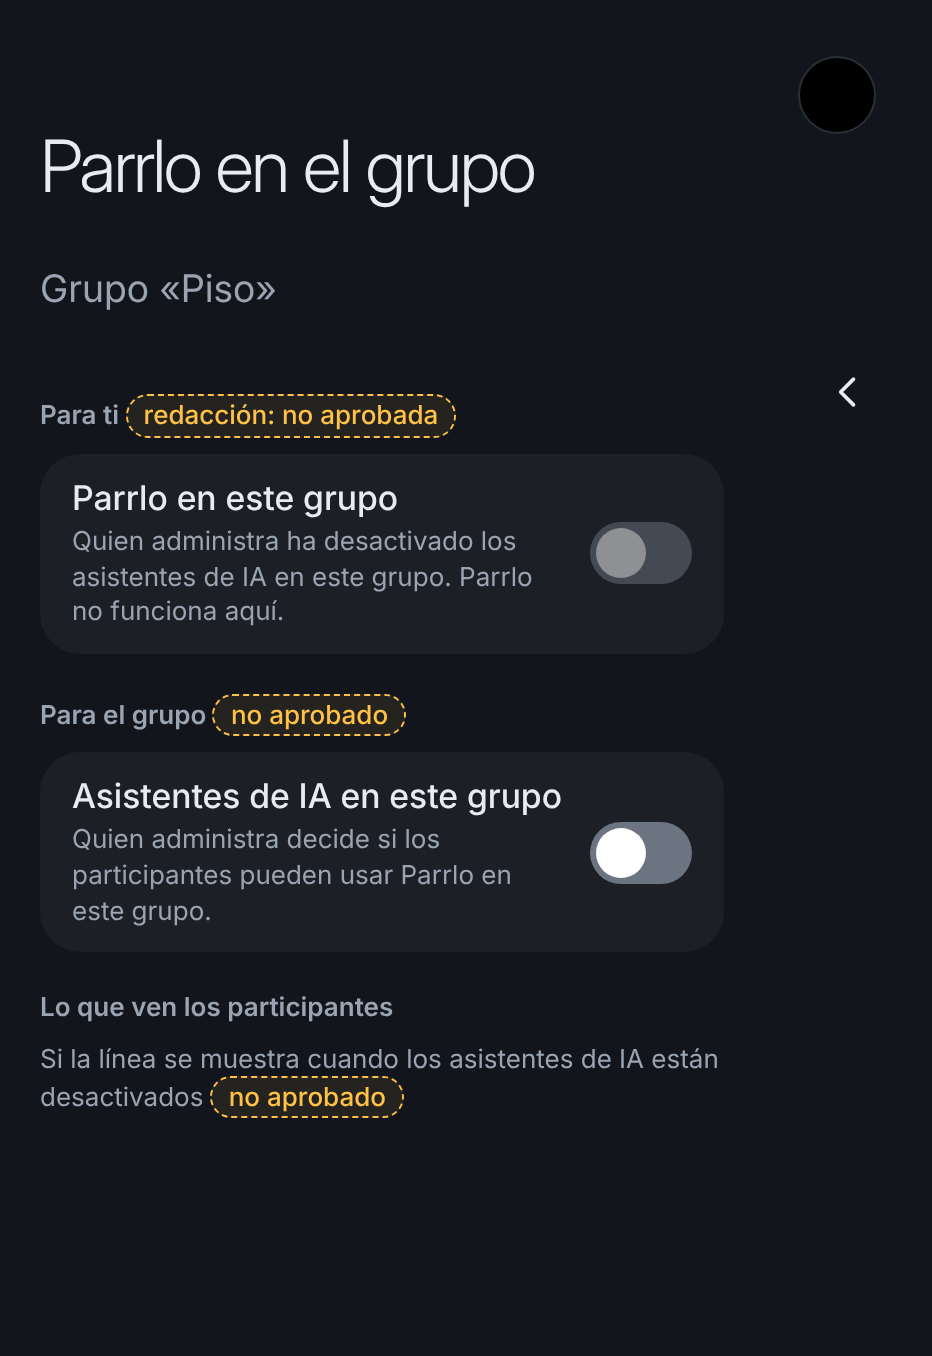 Parrlo en el grupo
Grupo «Piso»
Para ti redacción: no aprobada
Parrlo en este grupo
Quien administra ha desactivado los
asistentes de IA en este grupo. Parrlo
no funciona aquí.
Para el grupo no aprobado
Asistentes de IA en este grupo
Quien administra decide si los
participantes pueden usar Parrlo en
este grupo.
Lo que ven los participantes
Si la línea se muestra cuando los asistentes de IA están
desactivados no aprobado